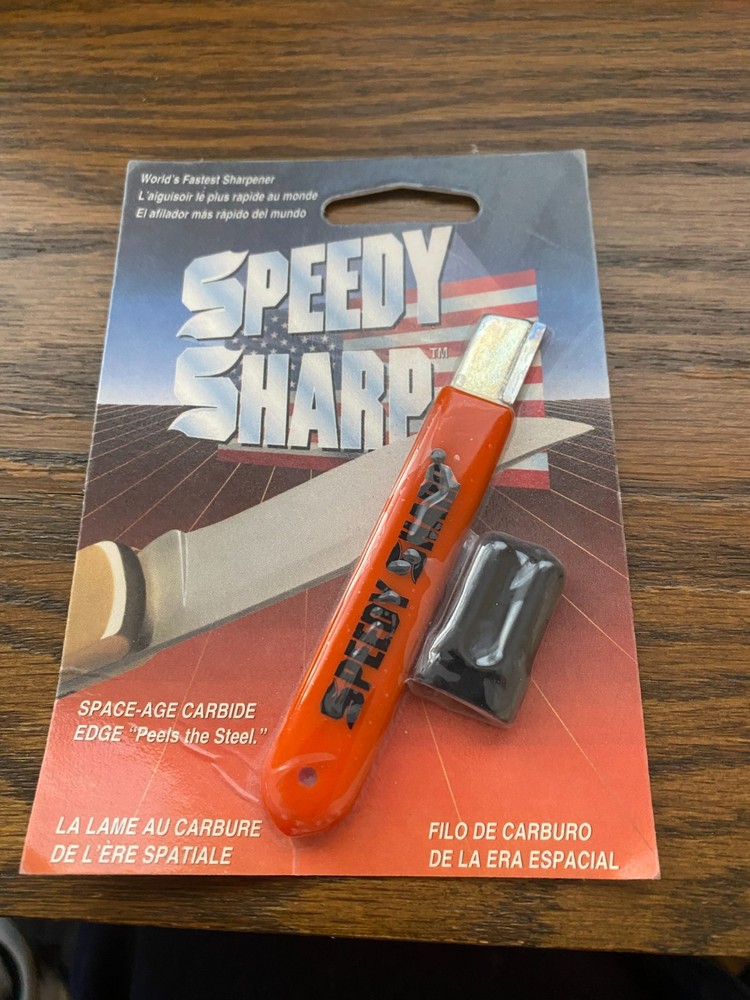 World's Fastest Sharpener
L'aiguisoir le plus rapide au monde
El afilador más rápido del mundo
SPEEDY
SHARP™
SPEEDY SHARP
SPACE-AGE CARBIDE
EDGE "Peels the Steel."
LA LAME AU CARBURE
DE L'ÈRE SPATIALE
FILO DE CARBURO
DE LA ERA ESPACIAL